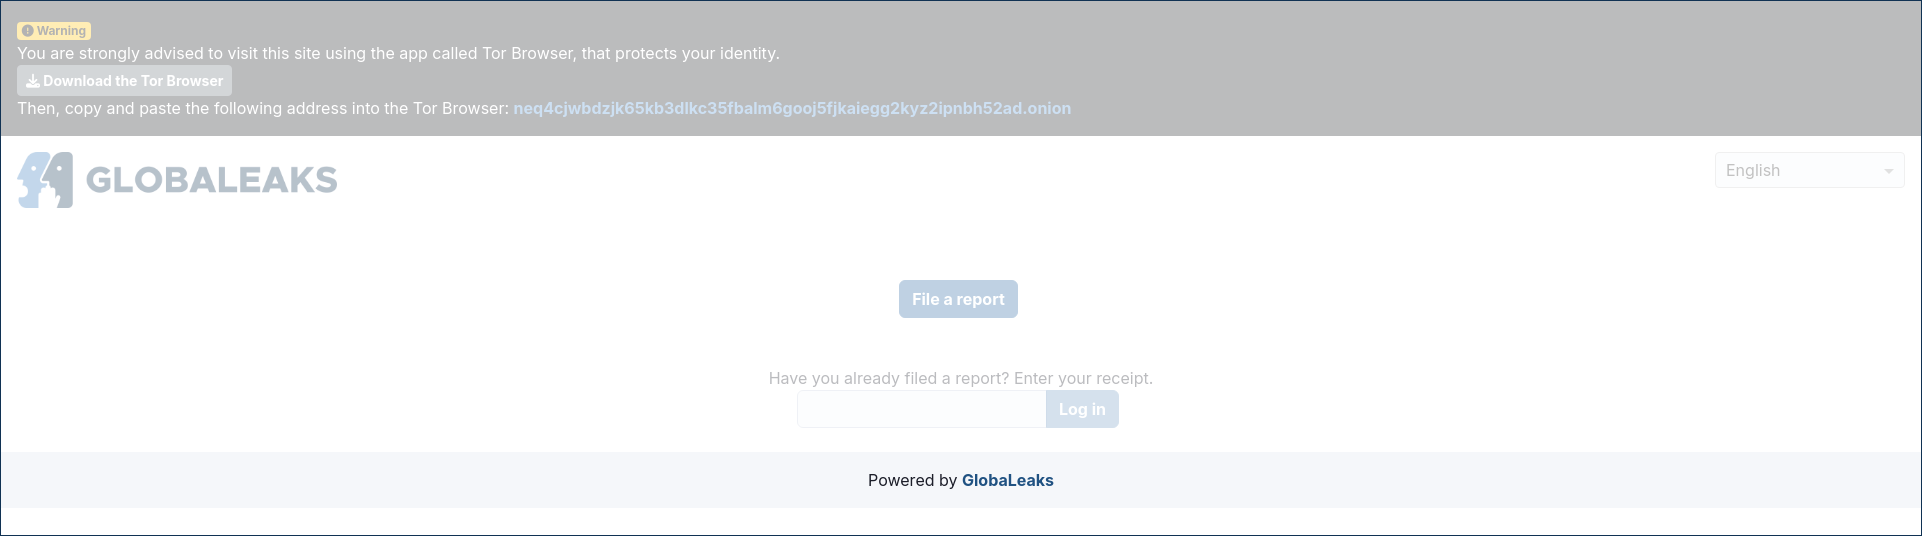 Warning
You are strongly advised to visit this site using the app called Tor Browser, that protects your identity.
Download the Tor Browser
Then, copy and paste the following address into the Tor Browser: neq4cjwbdzjk65kb3dlkc35fbalm6gooj5fjkaiegg2kyz2ipnbh52ad.onion
GLOBALEAKS
English
File a report
Have you already filed a report? Enter your receipt.
Log in
Powered by GlobaLeaks